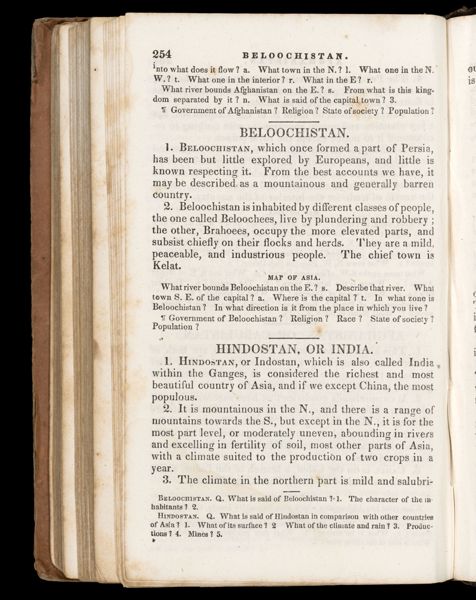 254 BELOOCHISTAN.
into what does it flow? a. What town in the N.? l. What one in the N.
W.? t. What one in the interior? r. What in the E? r.
What river bounds Afghanistan on the E.? s. From what is this king-
dom separated by it? n. What is said of the capital town? 3.
¶ Government of Afghanistan? Religion? State of society? Population?
BELOOCHISTAN.
1. BELOOCHISTAN, which once formed a part of Persia,
has been but little explored by Europeans, and little is
known respecting it. From the best accounts we have, it
may be described as a mountainous and generally barren
country.
2. Beloochistan is inhabited by different classes of people,
the one called Beloochees, live by plundering and robbery;
the other, Brahoees, occupy the more elevated parts, and
subsist chiefly on their flocks and herds. They are a mild,
peaceable, and industrious people. The chief town is
Kelat.
MAP OF ASIA.
What river bounds Beloochistan on the E.? s. Describe that river. What
town S. E. of the capital? a. Where is the capital? t. In what zone is
Beloochistan? In what direction is it from the place in which you live?
¶ Government of Beloochistan? Religion? Race? State of society?
Population?
HINDOSTAN, OR INDIA.
1. HINDOSTAN, or Indostan, which is also called India
within the Ganges, is considered the richest and most
beautiful country of Asia, and if we except China, the most
populous.
2. It is mountainous in the N., and there is a range of
mountains towards the S., but except in the N., it is for the
most part level, or moderately uneven, abounding in rivers
and excelling in fertility of soil, most other parts of Asia,
with a climate suited to the production of two crops in a
year.
3. The climate in the northern part is mild and salubri-
BELOOCHISTAN. Q. What is said of Beloochistan? 1. The character of the in-
habitants? 2.
HINDOSTAN. Q. What is said of Hindostan in comparison with other countries
of Asia? 1. What of its surface? 2 What of the climate and rain? 3. Produc-
tions? 4. Mines? 5.